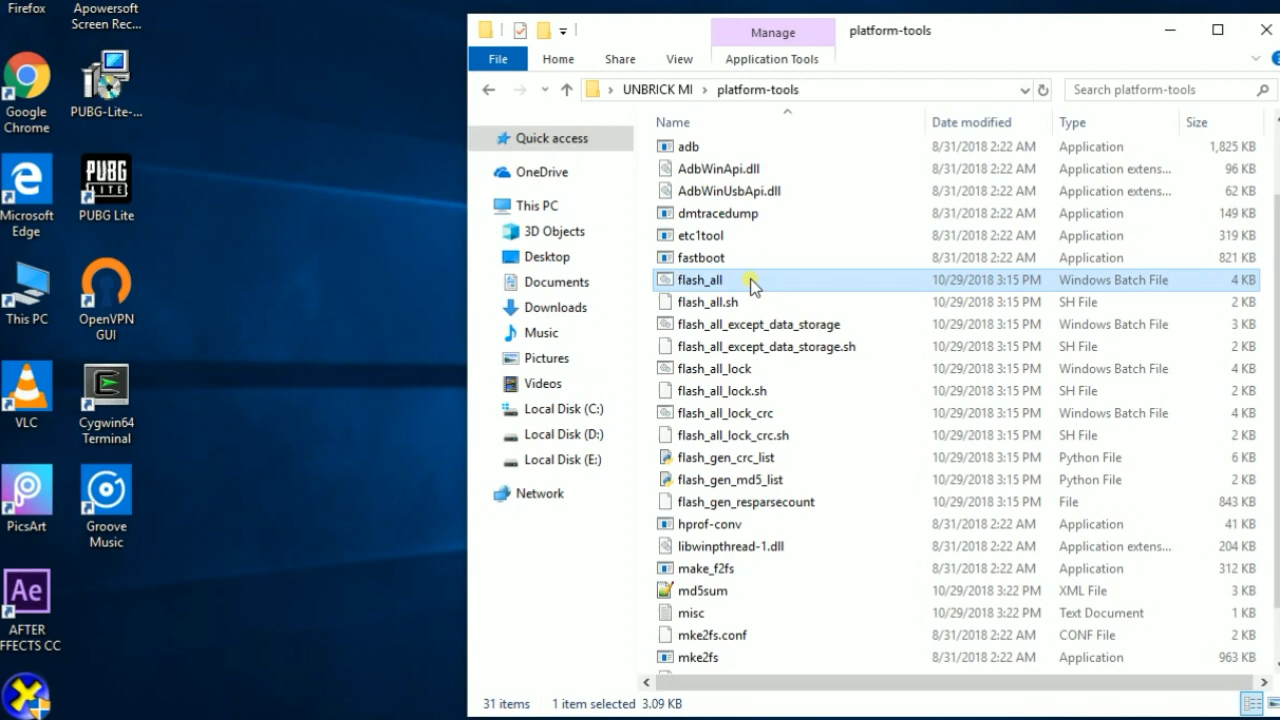 Firefox
Apowersoft
Screen Rec...
Google
Chrome
PUBG-Lite-...
Microsoft
Edge
PUBG
LITE
PUBG Lite
This PC
OpenVPN
GUI
VLC
Cygwin64
Terminal
PicsArt
Groove
Music
Ae
AFTER
FFECTS CC
Manage
platform-tools
File
Home
Share
View
Application Tools
UNBRICK MI
platform-tools
Search platform-tools
Name
Date modified
Type
Size
Quick access
OneDrive
This PC
3D Objects
Desktop
Documents
Downloads
Music
Pictures
Videos
Local Disk (C:)
Local Disk (D:)
Local Disk (E:)
Network
adb 8/31/2018 2:22 AM Application 1,825 KB
AdbWinApi.dll 8/31/2018 2:22 AM Application extens... 96 KB
AdbWinUsbApi.dll 8/31/2018 2:22 AM Application extens... 62 KB
dmtracedump 8/31/2018 2:22 AM Application 149 KB
etc1tool 8/31/2018 2:22 AM Application 319 KB
fastboot 8/31/2018 2:22 AM Application 821 KB
flash_all 10/29/2018 3:15 PM Windows Batch File 4 KB
flash_all.sh 10/29/2018 3:15 PM SH File 2 KB
flash_all_except_data_storage 10/29/2018 3:15 PM Windows Batch File 3 KB
flash_all_except_data_storage.sh 10/29/2018 3:15 PM SH File 2 KB
flash_all_lock 10/29/2018 3:15 PM Windows Batch File 4 KB
flash_all_lock.sh 10/29/2018 3:15 PM SH File 2 KB
flash_all_lock_crc 10/29/2018 3:15 PM Windows Batch File 4 KB
flash_all_lock_crc.sh 10/29/2018 3:15 PM SH File 2 KB
flash_gen_crc_list 10/29/2018 3:15 PM Python File 6 KB
flash_gen_md5_list 10/29/2018 3:15 PM Python File 2 KB
flash_gen_resparsecount 10/29/2018 3:15 PM File 843 KB
hprof-conv 8/31/2018 2:22 AM Application 41 KB
libwinpthread-1.dll 8/31/2018 2:22 AM Application extens... 204 KB
make_f2fs 8/31/2018 2:22 AM Application 312 KB
md5sum 10/29/2018 3:22 PM XML File 3 KB
misc 10/29/2018 3:22 PM Text Document 1 KB
mke2fs.conf 8/31/2018 2:22 AM CONF File 2 KB
mke2fs 8/31/2018 2:22 AM Application 963 KB
31 items 1 item selected 3.09 KB